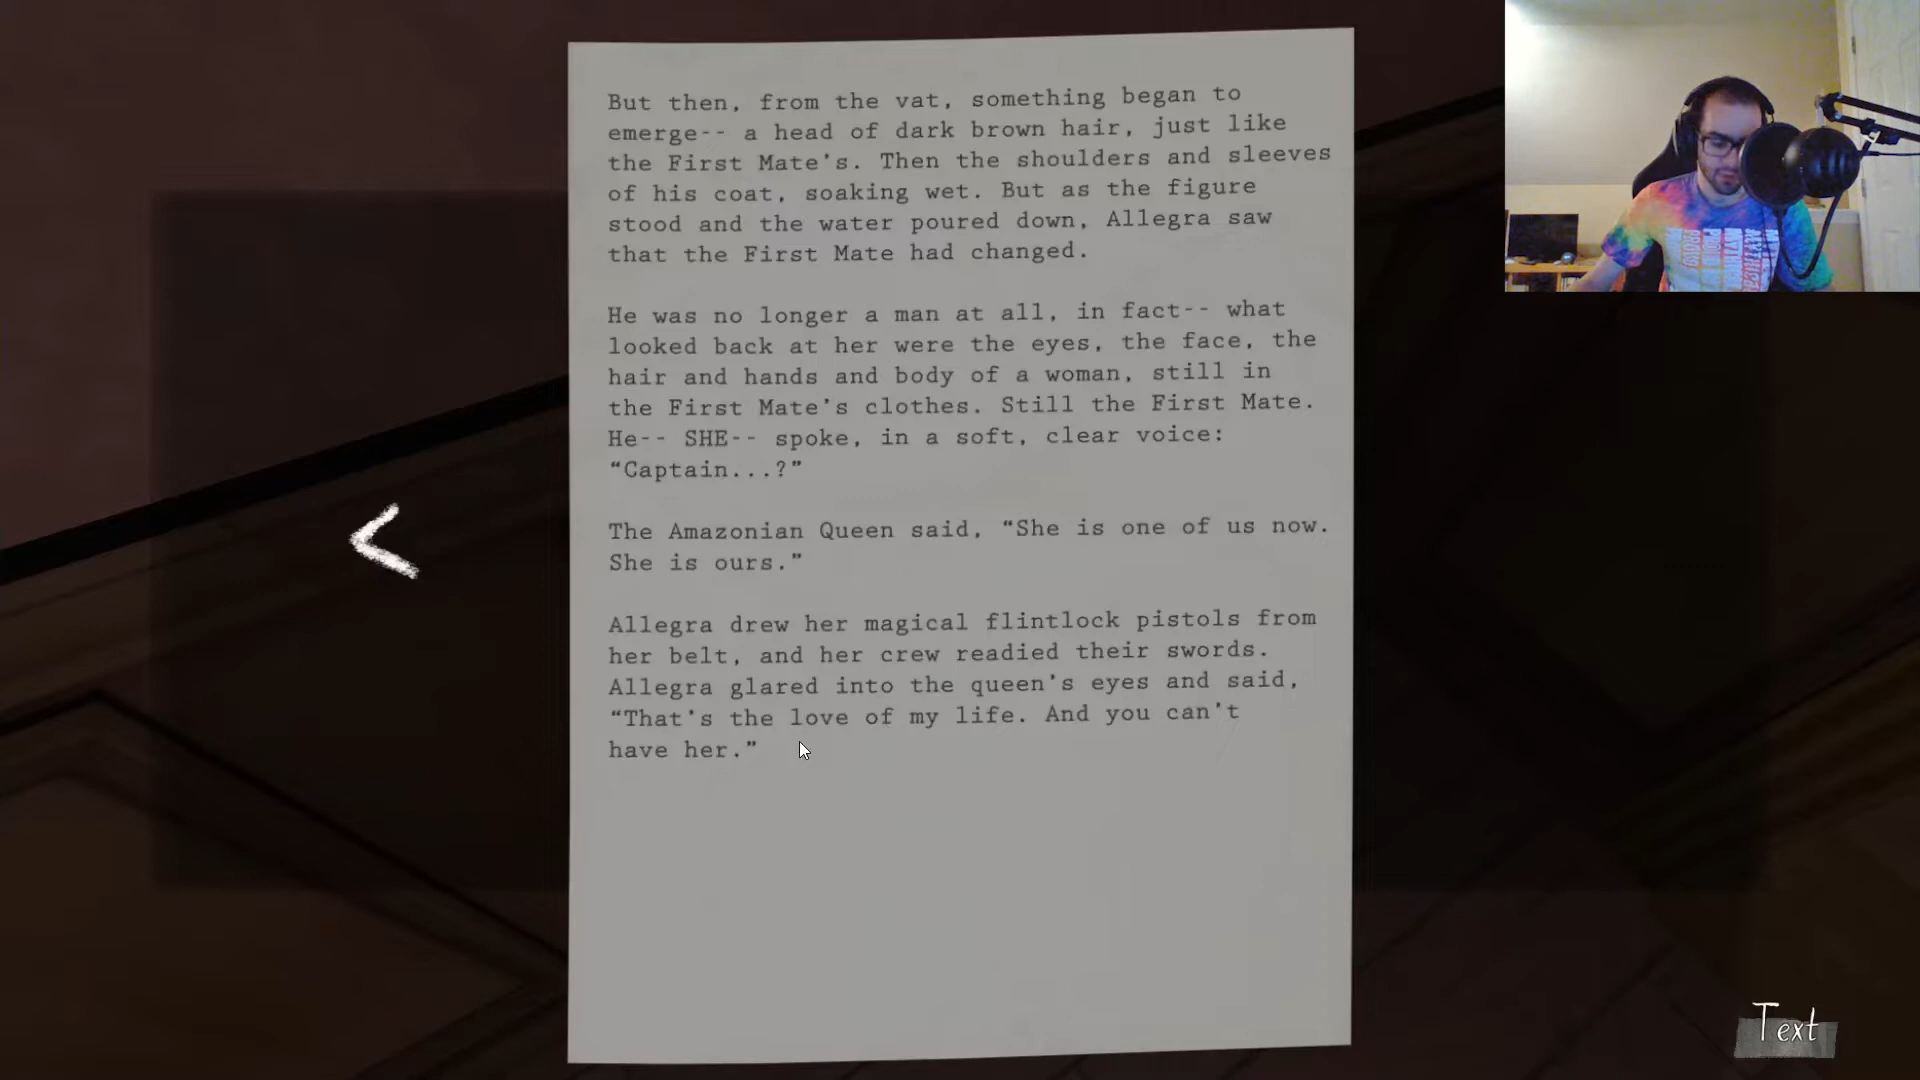 But then, from the vat, something began to
emerge-- a head of dark brown hair, just like
the First Mate's. Then the shoulders and sleeves
of his coat, soaking wet. But as the figure
stood and the water poured down, Allegra saw
that the First Mate had changed.
He was no longer a man at all, in fact-- what
looked back at her were the eyes, the face, the
hair and hands and body of a woman, still in
the First Mate's clothes. Still the First Mate.
He-- SHE-- spoke, in a soft, clear voice:
“Captain...?”
The Amazonian Queen said, “She is one of us now.
She is ours.”
Allegra drew her magical flintlock pistols from
her belt, and her crew readied their swords.
Allegra glared into the queen's eyes and said,
“That's the love of my life. And you can't
have her.”
Text